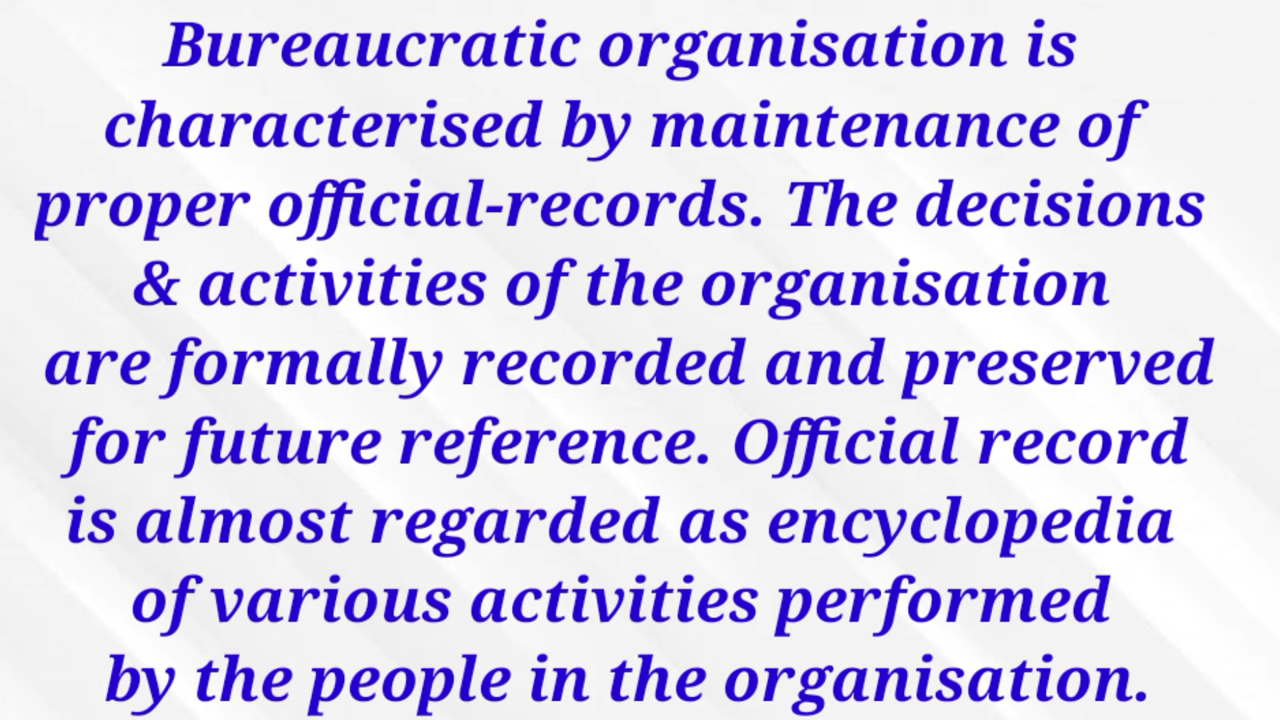 Bureaucratic organisation is
characterised by maintenance of
proper official-records. The decisions
& activities of the organisation
are formally recorded and preserved
for future reference. Official record
is almost regarded as encyclopedia
of various activities performed
by the people in the organisation.